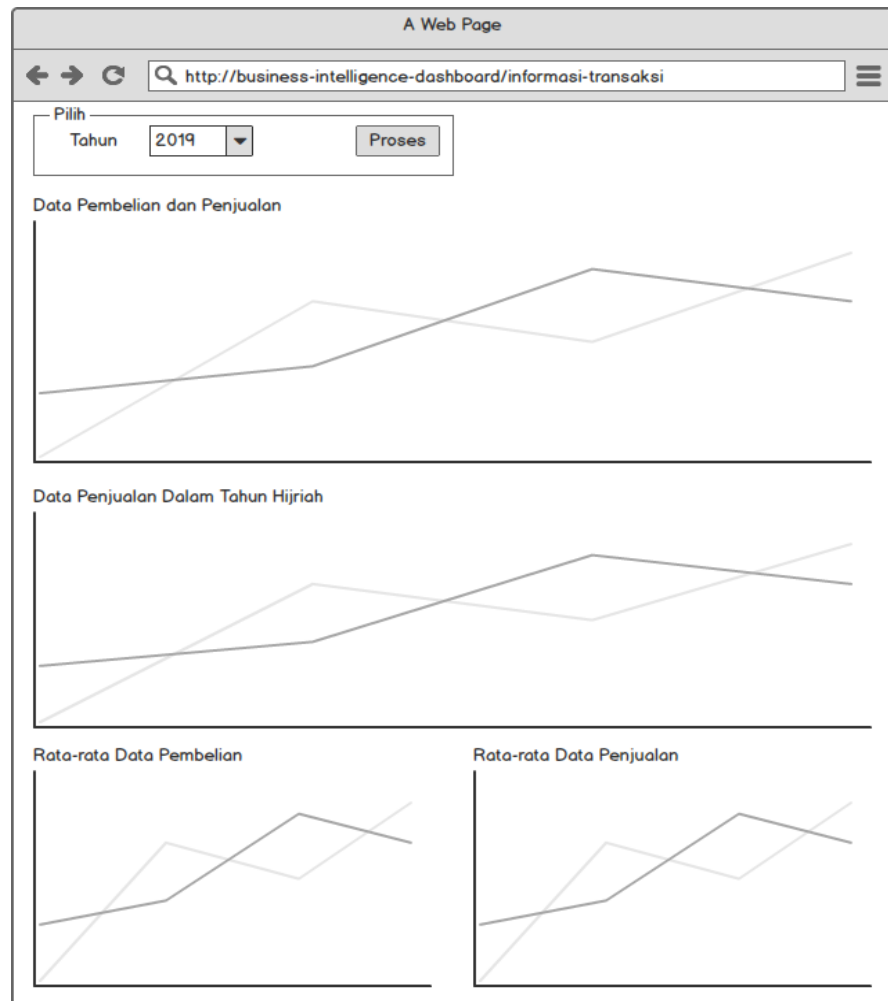 A Web Page
http://business-intelligence-dashboard/informasi-transaksi
Pilih
Tahun 2019 Proses
Data Pembelian dan Penjualan
Data Penjualan Dalam Tahun Hijriah
Rata-rata Data Pembelian Rata-rata Data Penjualan